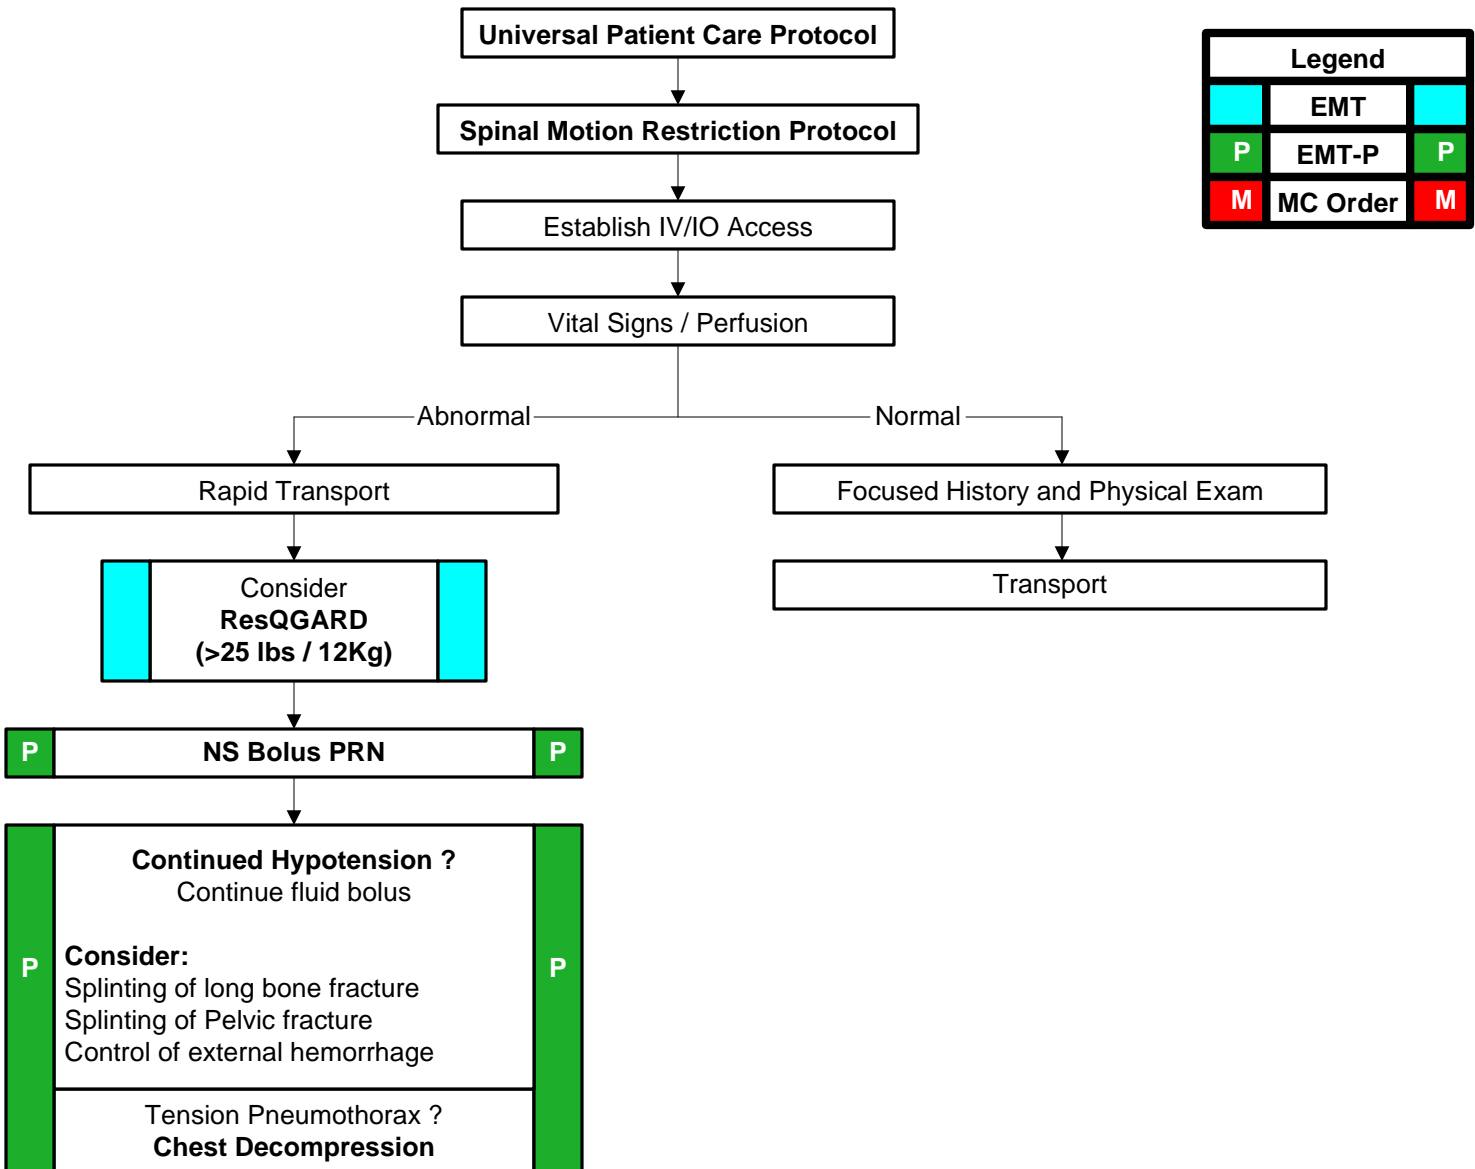 Universal Patient Care Protocol
Legend
EMT
P EMT-P P
M MC Order M
Spinal Motion Restriction Protocol
Establish IV/IO Access
Vital Signs / Perfusion
Abnormal
Normal
Rapid Transport
Focused History and Physical Exam
Consider
ResQGARD
(>25 lbs / 12Kg)
Transport
P NS Bolus PRN P
Continued Hypotension ?
Continue fluid bolus
P Consider: P
Splinting of long bone fracture
Splinting of Pelvic fracture
Control of external hemorrhage
Tension Pneumothorax ?
Chest Decompression